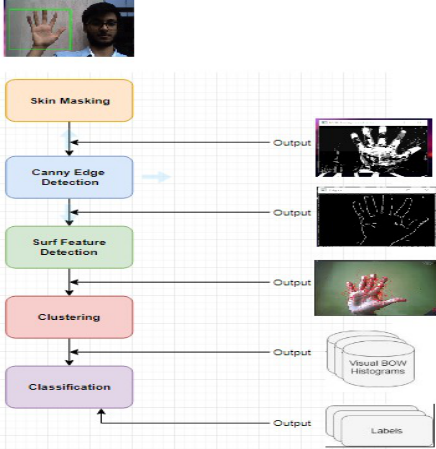 Skin Masking
Output
Canny Edge
Detection
Output
Surf Feature
Detection
Output
Clustering
Output
Visual BOW
Histograms
Classification
Output
Labels